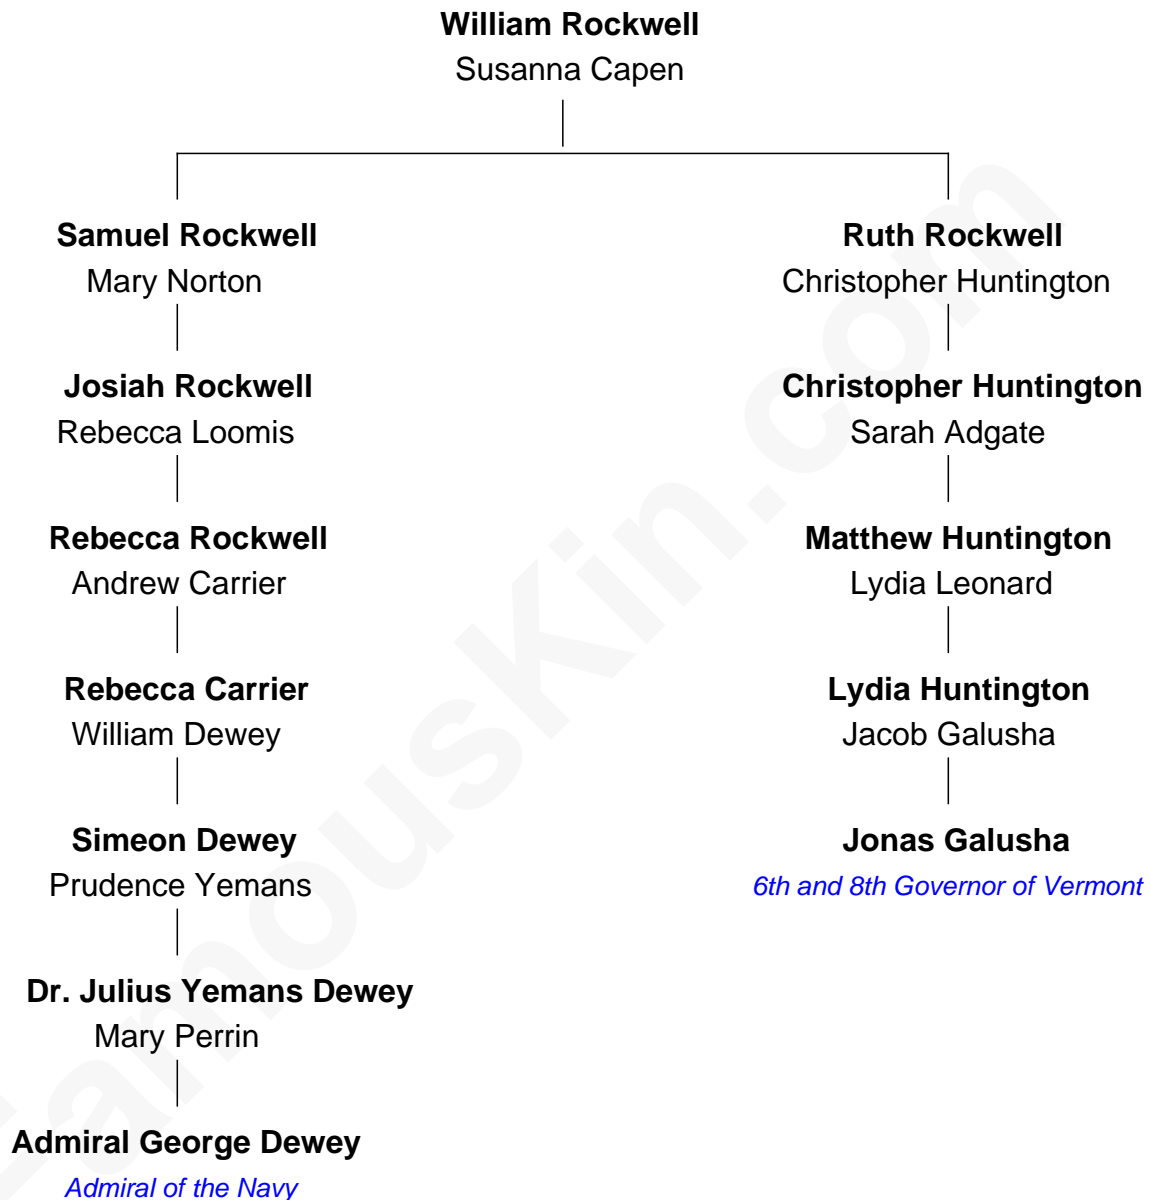 William Rockwell
Susanna Capen
Samuel Rockwell
Mary Norton
Ruth Rockwell
Christopher Huntington
Josiah Rockwell
Rebecca Loomis
Christopher Huntington
Sarah Adgate
Rebecca Rockwell
Andrew Carrier
Matthew Huntington
Lydia Leonard
Rebecca Carrier
William Dewey
Lydia Huntington
Jacob Galusha
Simeon Dewey
Prudence Yemans
Jonas Galusha
6th and 8th Governor of Vermont
Dr. Julius Yemans Dewey
Mary Perrin
Admiral George Dewey
Admiral of the Navy
FamousKin.com